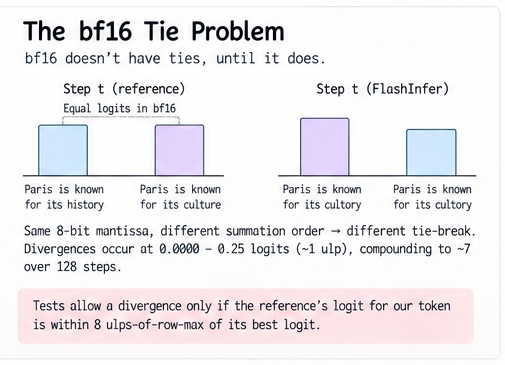 The bf16 Tie Problem
bf16 doesn't have ties, until it does.
Step t (reference)
Equal logits in bf16
Paris is known
for its history
Paris is known
for its culture
Step t (FlashInfer)
Paris is known
for its cultory
Paris is known
for its cultory
Same 8-bit mantissa, different summation order → different tie-break.
Divergences occur at 0.0000 – 0.25 logits (~1 ulp), compounding to ~7
over 128 steps.
Tests allow a divergence only if the reference's logit for our token
is within 8 ulps-of-row-max of its best logit.